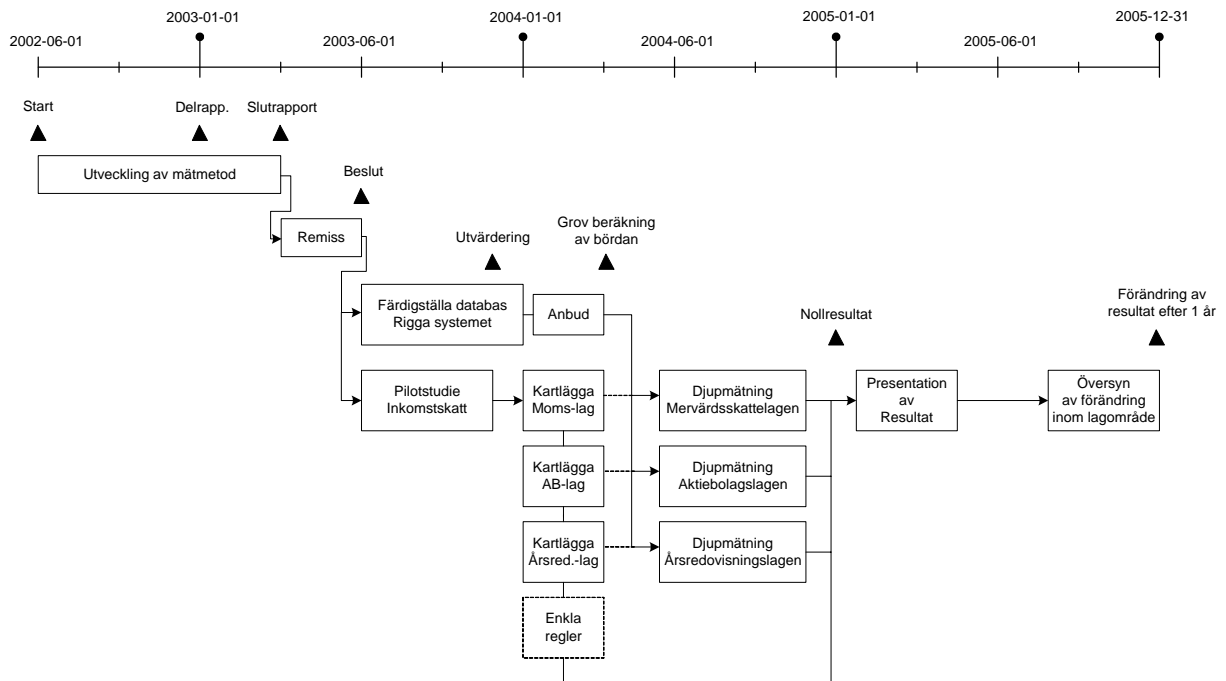 2003-01-01
2004-01-01
2005-01-01
2005-12-31
2002-06-01
2003-06-01
2004-06-01
2005-06-01
Start
Delrapp.
Slutrapport
Utveckling av mätmetod
Beslut
Remiss
Utvärdering
Grov beräkning
av bördan
Färdigställa databas
Rigga systemet
Anbud
Nollresultat
Förändring av
resultat efter 1 år
Pilotstudie
Inkomstskatt
Kartlägga
Moms-lag
Djupmätning
Mervärdsskattelagen
Presentation
av
Resultat
Översyn
av förändring
inom lagområde
Kartlägga
AB-lag
Djupmätning
Aktiebolagslagen
Kartlägga
Årsred.-lag
Djupmätning
Årsredovisningslagen
Enkla
regler